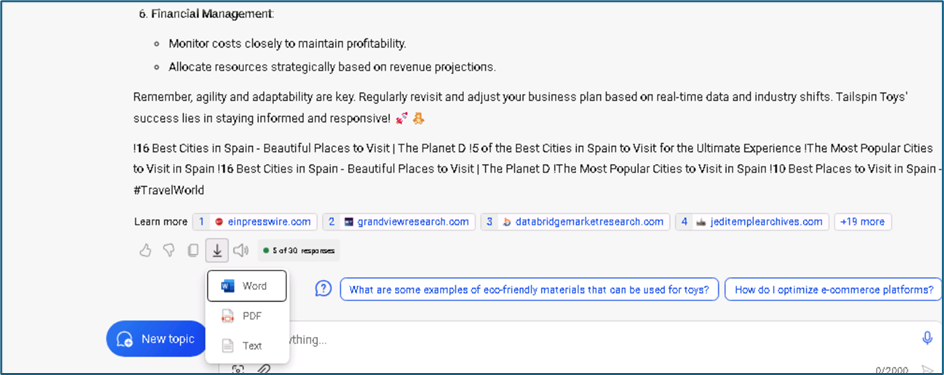 6. Financial Management:
Monitor costs closely to maintain profitability.
Allocate resources strategically based on revenue projections.
Remember, agility and adaptability are key. Regularly revisit and adjust your business plan based on real-time data and industry shifts. Tailspin Toys'
success lies in staying informed and responsive! 🚀 🧸
!16 Best Cities in Spain - Beautiful Places to Visit | The Planet D !5 of the Best Cities in Spain to Visit for the Ultimate Experience !The Most Popular Cities
to Visit in Spain !16 Best Cities in Spain - Beautiful Places to Visit | The Planet D !The Most Popular Cities to Visit in Spain !10 Best Places to Visit in Spain -
#TravelWorld
Learn more 1 einpresswire.com 2 grandviewresearch.com 3 databridgemarketresearch.com 4 jeditemplearchives.com +19 more
5 of 30 responses
Word
What are some examples of eco-friendly materials that can be used for toys? How do I optimize e-commerce platforms?
PDF
New topic
Text
ything...
0/2000